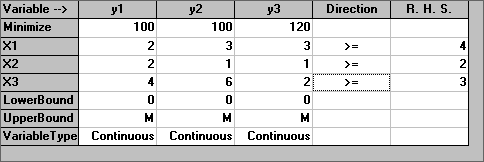 Variable --> y1 y2 y3 Direction R. H. S.
Minimize 100 100 120
X1 2 3 3 >= 4
X2 2 1 1 >= 2
X3 4 6 2 >= 3
LowerBound 0 0 0
UpperBound M M M
VariableType Continuous Continuous Continuous